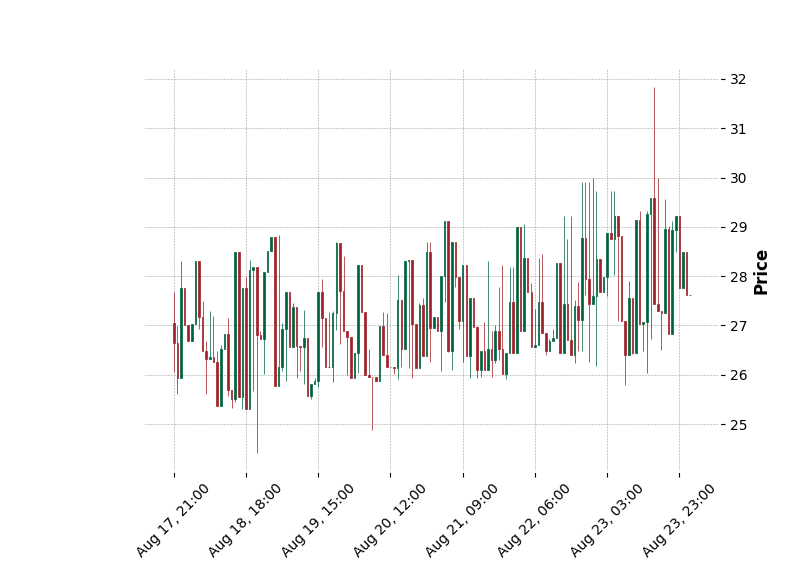 32
31
30
29
28
27
26
25
Price
Aug 17, 21:00
Aug 18, 18:00
Aug 19, 15:00
Aug 20, 12:00
Aug 21, 09:00
Aug 22, 06:00
Aug 23, 03:00
Aug 23, 23:00